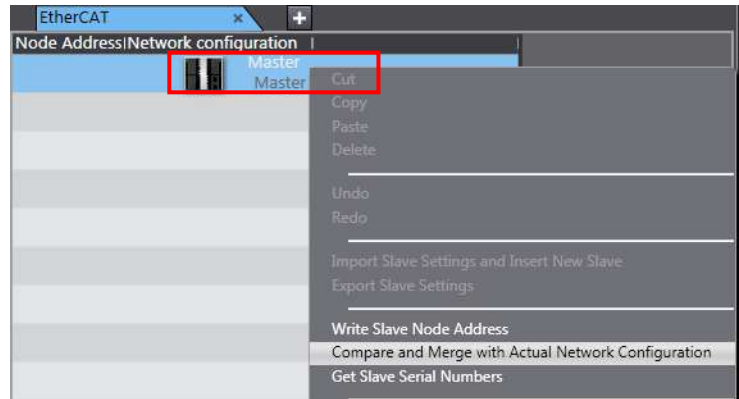 EtherCAT × +
Node Address|Network configuration
Master
Master
Cut
Copy
Paste
Delete
Undo
Redo
Import Slave Settings and Insert New Slave
Export Slave Settings
Write Slave Node Address
Compare and Merge with Actual Network Configuration
Get Slave Serial Numbers